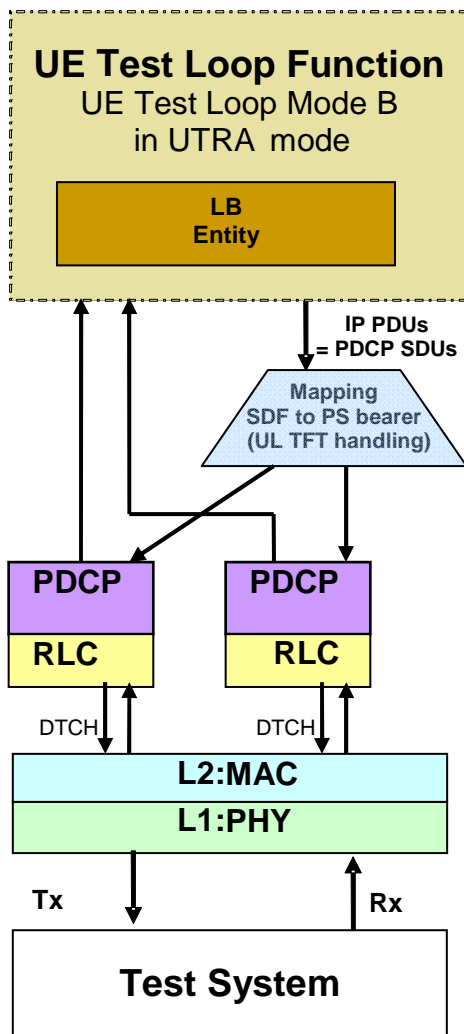 UE Test Loop Function
UE Test Loop Mode B
in UTRA mode
LB
Entity
IP PDUs
= PDCP SDUs
Mapping
SDF to PS bearer
(UL TFT handling)
PDCP
PDCP
RLC
RLC
DTCH
DTCH
L2:MAC
L1:PHY
Tx
Rx
Test System